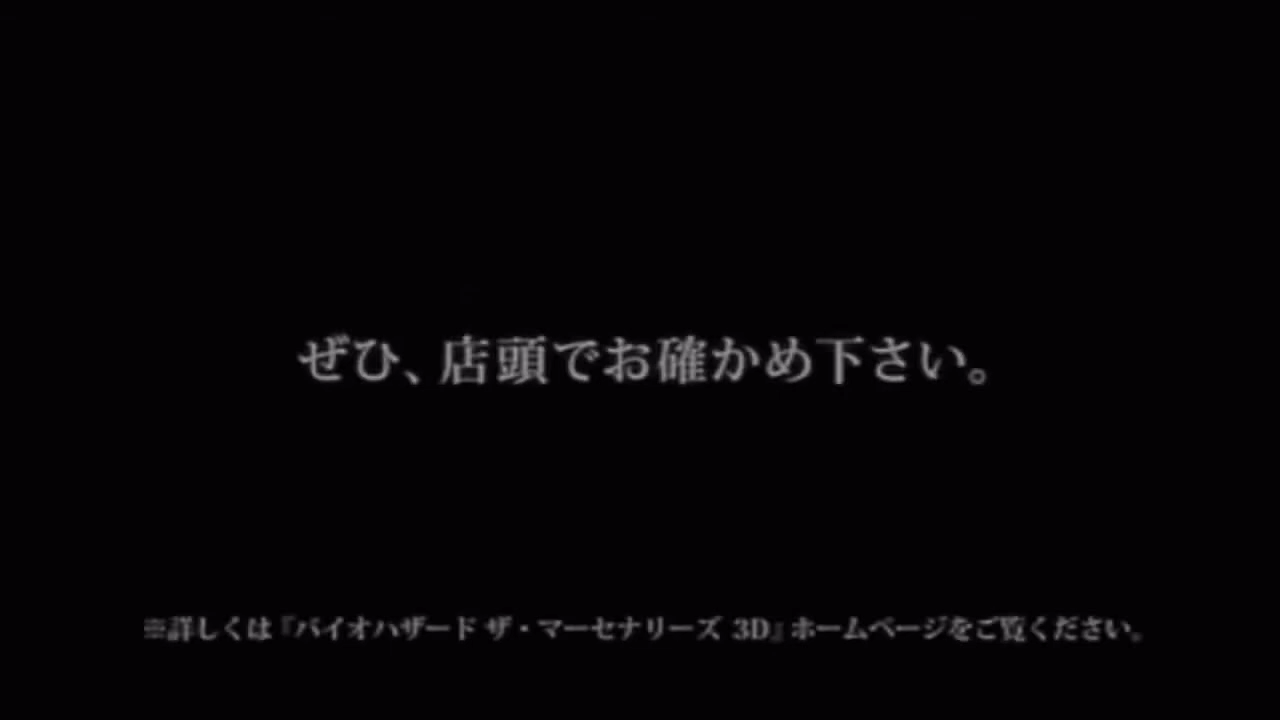 ぜひ、店頭でお確かめ下さい。
※詳しくは『バイオハザード ザ・マーセナリーズ 3D』ホームページをご覧ください。